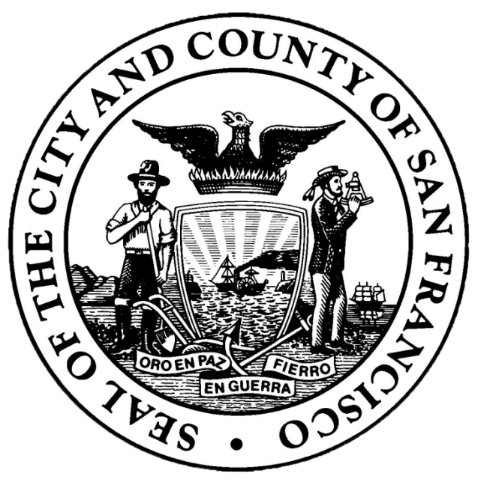 SEAL OF THE CITY AND COUNTY OF SAN FRANCISCO
ORO EN PAZ
FIERRO
EN GUERRA